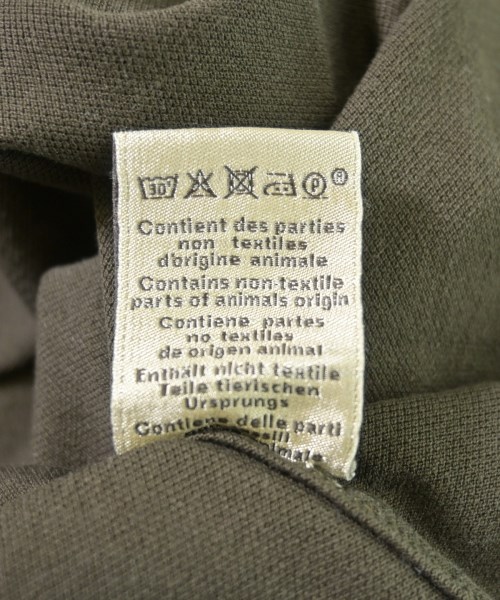 30° P ®
Contient des parties
non textiles
d'origine animale
Contains non-textile
parts of animals origin
Contiene partes
no textiles
de origen animal
Enthält nicht textile
Teile tierischen
Ursprungs
Contiene delle parti